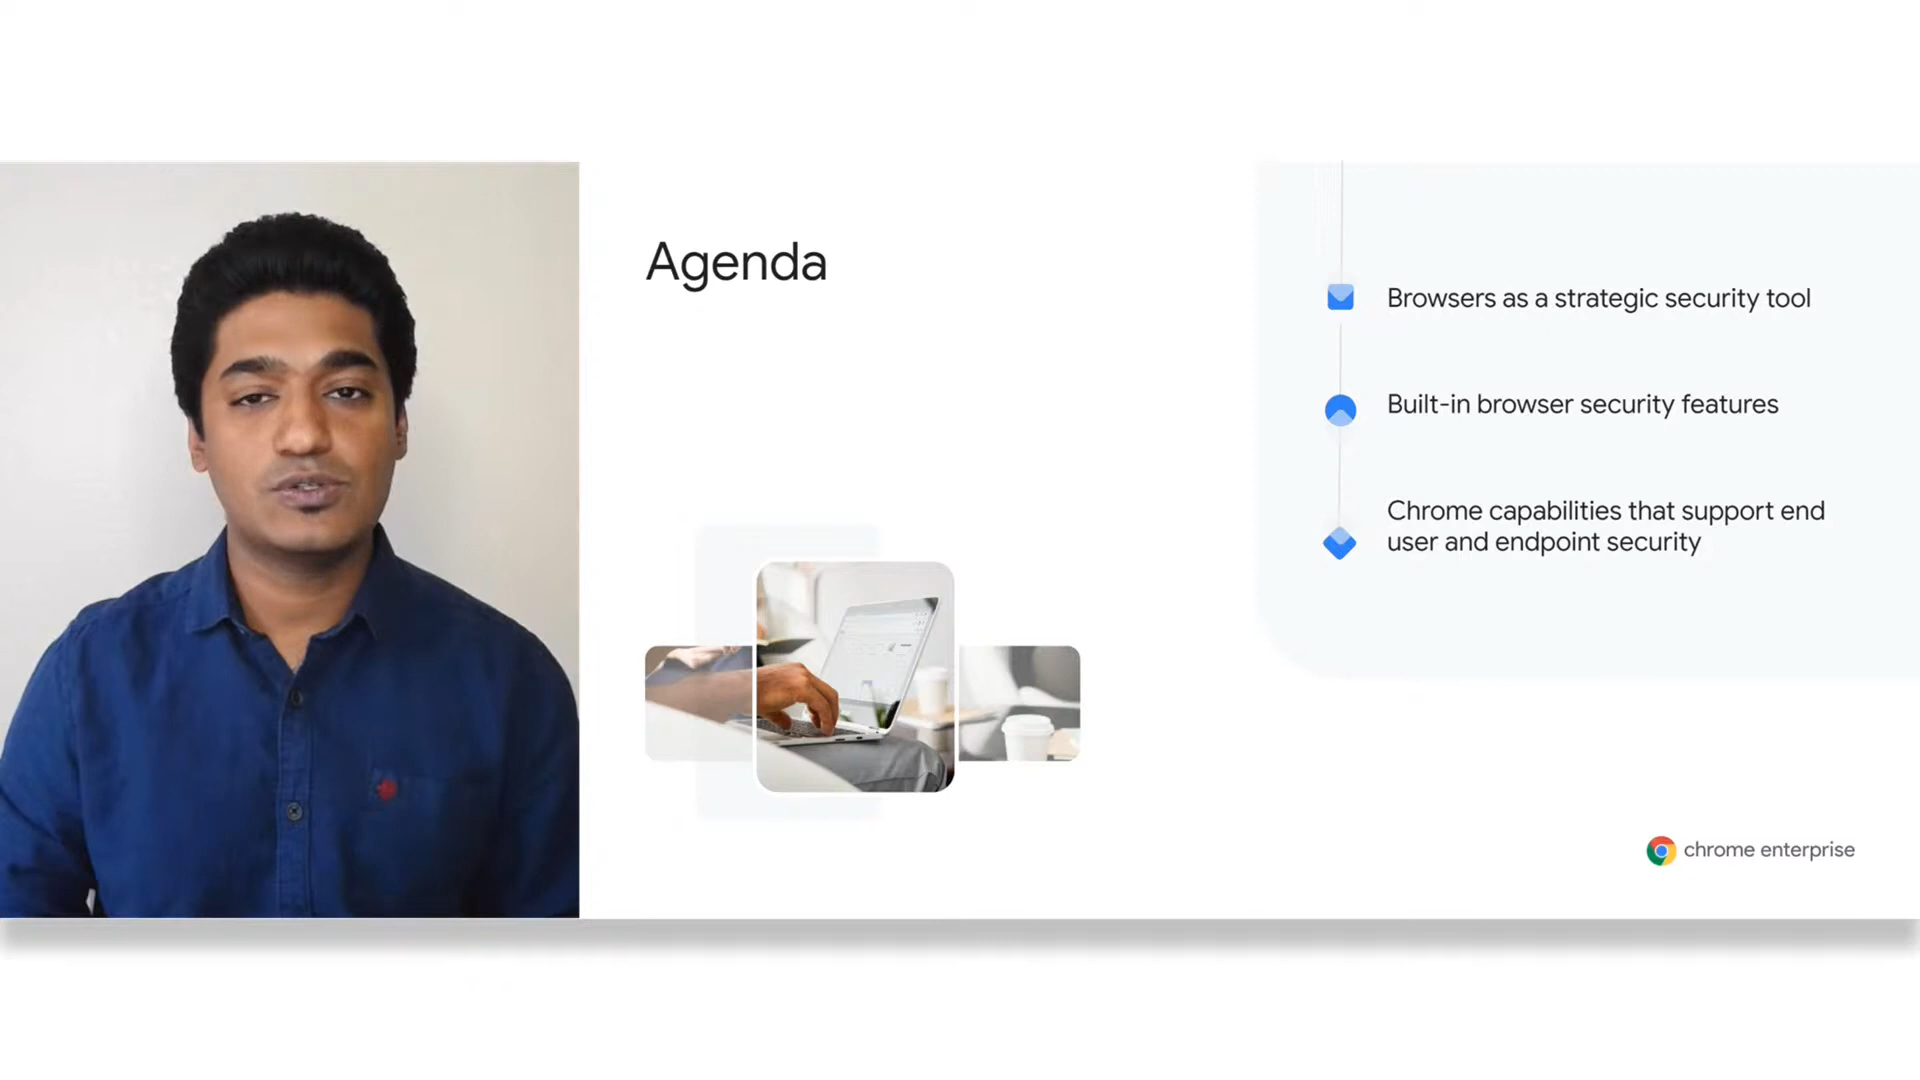 Agenda
Browsers as a strategic security tool
Built-in browser security features
Chrome capabilities that support end
user and endpoint security
chrome enterprise